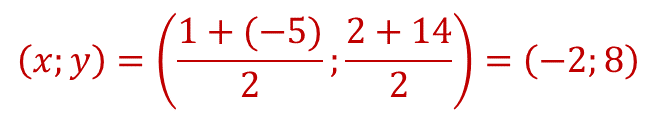 (x; y) = ( (1 + (−5))/2 ; (2 + 14)/2 ) = (−2; 8)